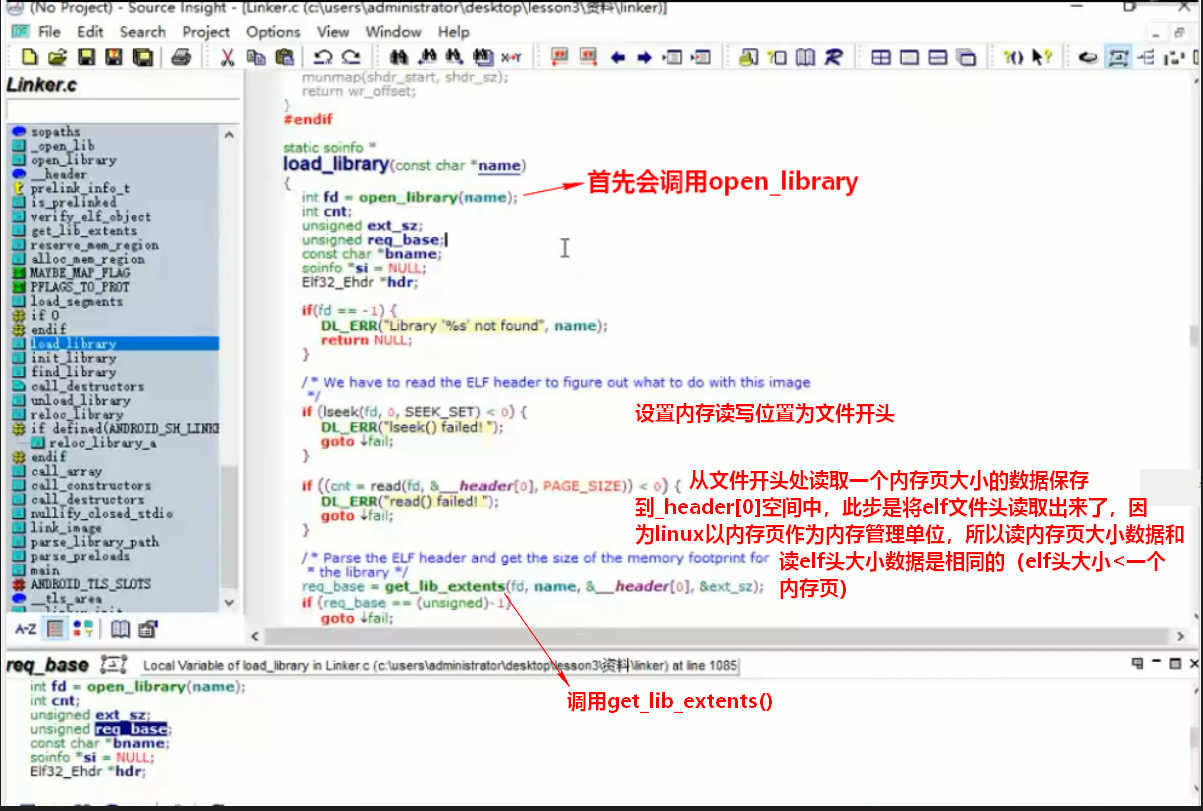 (No Project) - Source Insight - [Linker.c (c:\users\administrator\desktop\lesson3\资料\linker)]
File Edit Search Project Options View Window Help
Linker.c
sopaths
_open_lib
open_library
__header
prelink_info_t
is_prelinked
verify_elf_object
get_lib_extents
reserve_mem_region
alloc_mem_region
MAYBE_MAP_FLAG
PFLAGS_TO_PROT
load_segments
if 0
endif
load_library
init_library
find_library
call_destructors
unload_library
reloc_library
if defined(ANDROID_SH_LINKE
reloc_library_a
endif
call_array
call_constructors
call_destructors
nullify_closed_stdio
link_image
parse_library_path
parse_preloads
main
ANDROID_TLS_SLOTS
__tls_area
A-Z
munmap(shdr_start, shdr_sz);
return wr_offset;
}
#endif
static soinfo *
load_library(const char *name)
{
int fd = open_library(name);
首先会调用open_library
int cnt;
unsigned ext_sz;
unsigned req_base;
const char *bname;
soinfo *si = NULL;
Elf32_Ehdr *hdr;
if(fd == -1) {
DL_ERR("Library '%s' not found", name);
return NULL;
}
/* We have to read the ELF header to figure out what to do with this image
*/
if (lseek(fd, 0, SEEK_SET) < 0) {
设置内存读写位置为文件开头
DL_ERR("lseek() failed!");
goto ↓fail;
}
if ((cnt = read(fd, &__header[0], PAGE_SIZE)) < 0) {
DL_ERR("read() failed!");
goto ↓fail;
}
从文件开头处读取一个内存页大小的数据保存
到_header[0]空间中，此步是将elf文件头读取出来了，因
为linux以内存页作为内存管理单位，所以读内存页大小数据和
读elf头大小数据是相同的（elf头大小<一个
内存页）
/* Parse the ELF header and get the size of the memory footprint for
* the library */
req_base = get_lib_extents(fd, name, &__header[0], &ext_sz);
if (req_base == (unsigned)-1)
goto ↓fail;
req_base Local Variable of load_library in Linker.c (c:\users\administrator\desktop\lesson3\资料\linker) at line 1085
调用get_lib_extents()
int fd = open_library(name);
int cnt;
unsigned ext_sz;
unsigned req_base;
const char *bname;
soinfo *si = NULL;
Elf32_Ehdr *hdr;